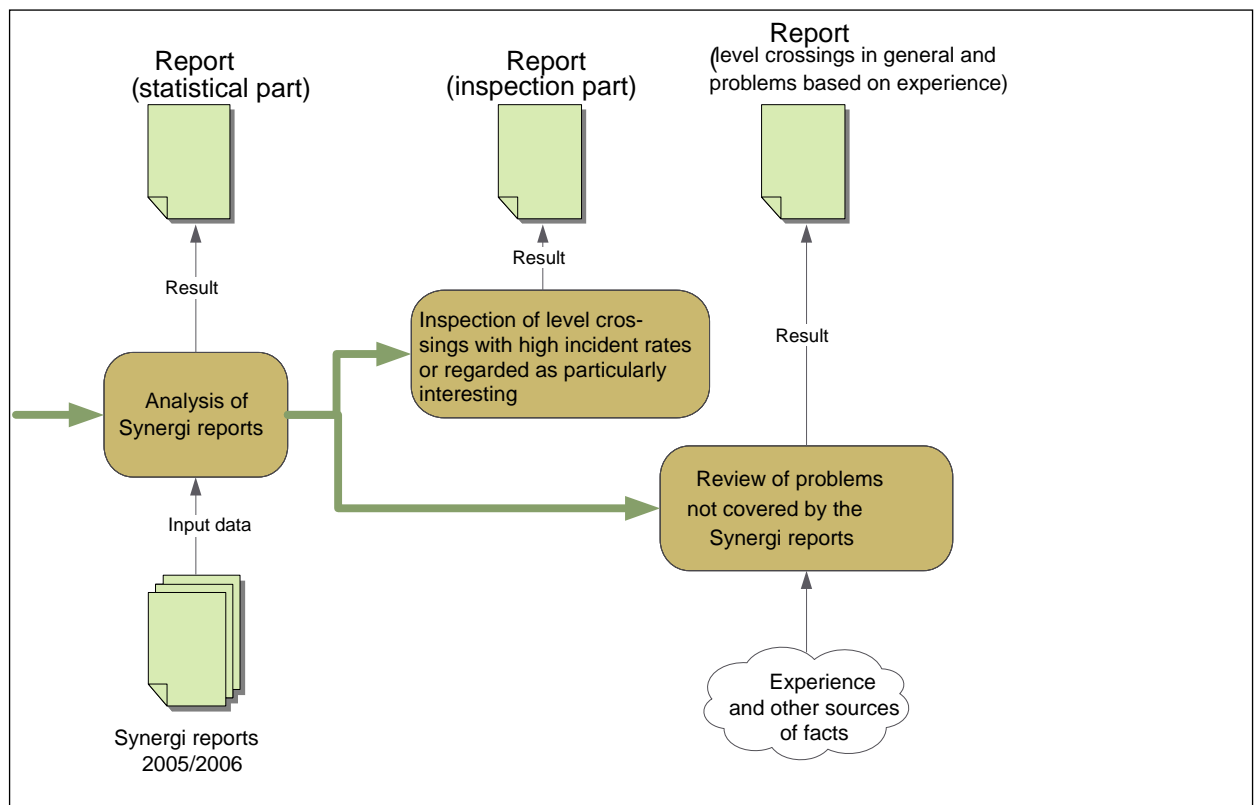 Report
(statistical part)
Report
(inspection part)
Report
(level crossings in general and
problems based on experience)
Result
Result
Result
Inspection of level cros-
sings with high incident rates
or regarded as particularly
interesting
Analysis of
Synergi reports
Review of problems
not covered by the
Synergi reports
Input data
Synergi reports
2005/2006
Experience
and other sources
of facts